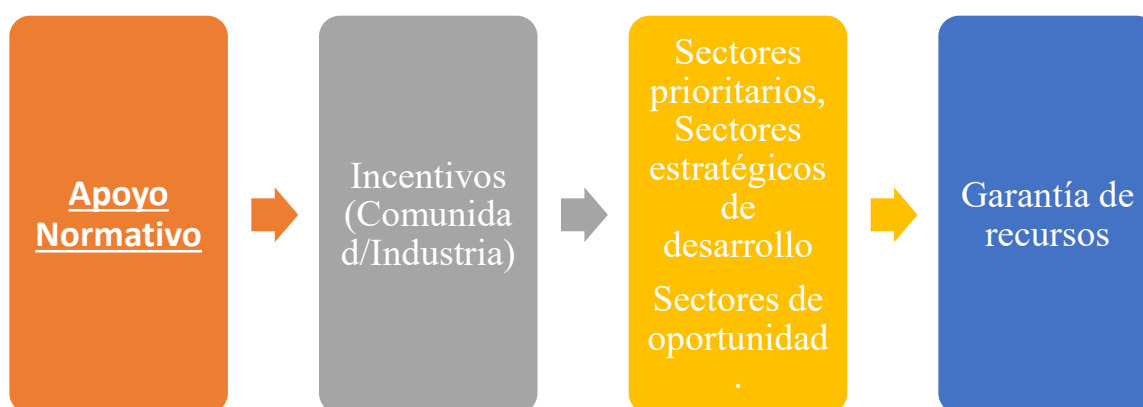 Apoyo
Normativo
Incentivos
(Comunida
d/Industria)
Sectores
prioritarios,
Sectores
estratégicos
de
desarrollo
Sectores de
oportunidad
.
Garantía de
recursos